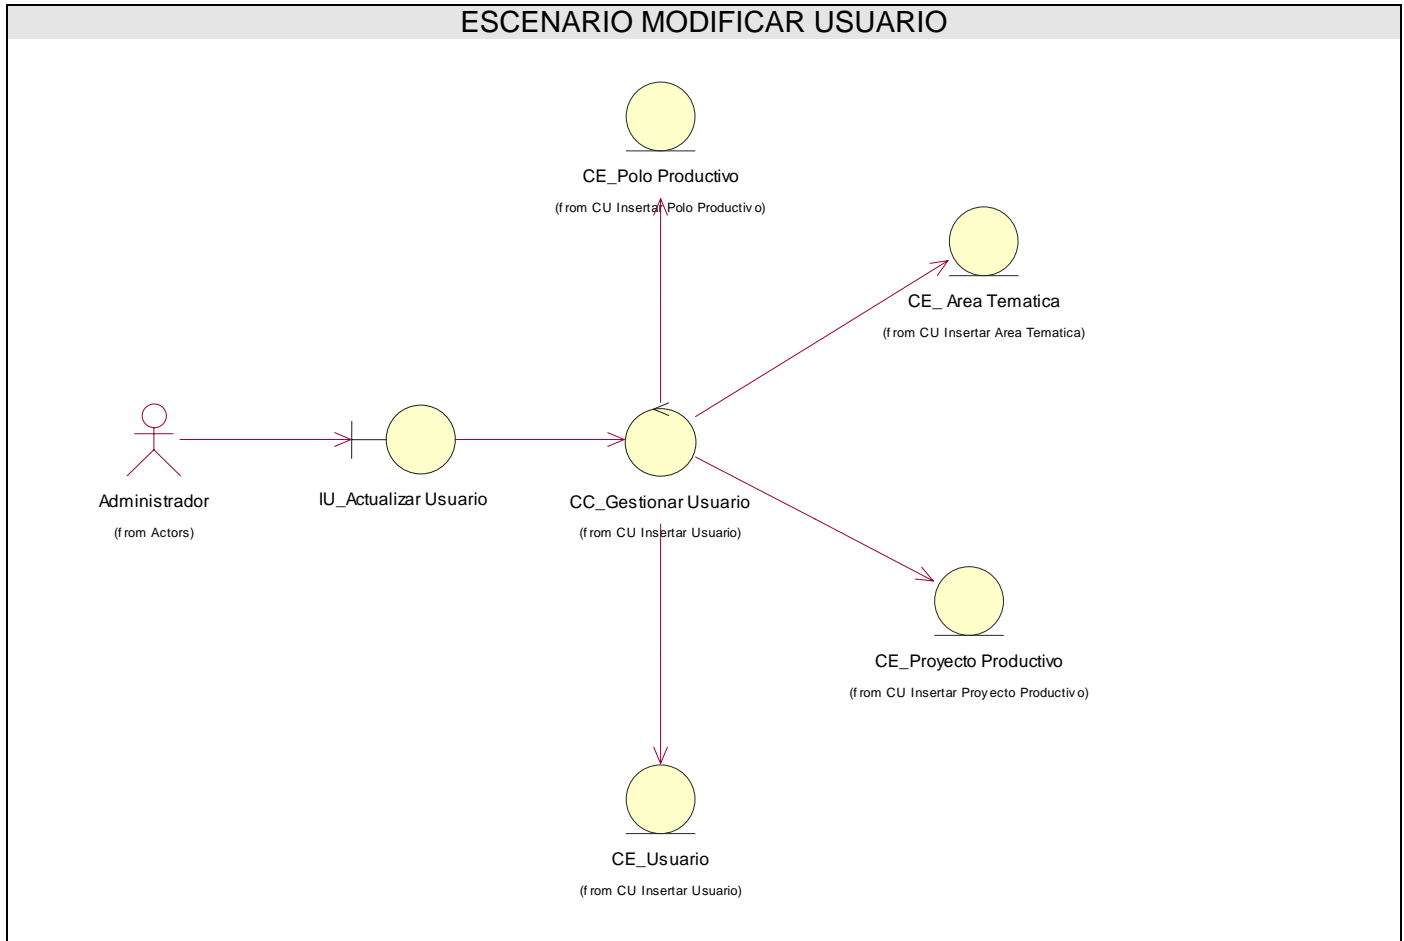 ESCENARIO MODIFICAR USUARIO
CE_Polo Productivo
(from CU Insertar Polo Productivo)
CE_ Area Tematica
(from CU Insertar Area Tematica)
Administrador
(from Actors)
IU_Actualizar Usuario
CC_Gestionar Usuario
(from CU Insertar Usuario)
CE_Proyecto Productivo
(from CU Insertar Proyecto Productivo)
CE_Usuario
(from CU Insertar Usuario)